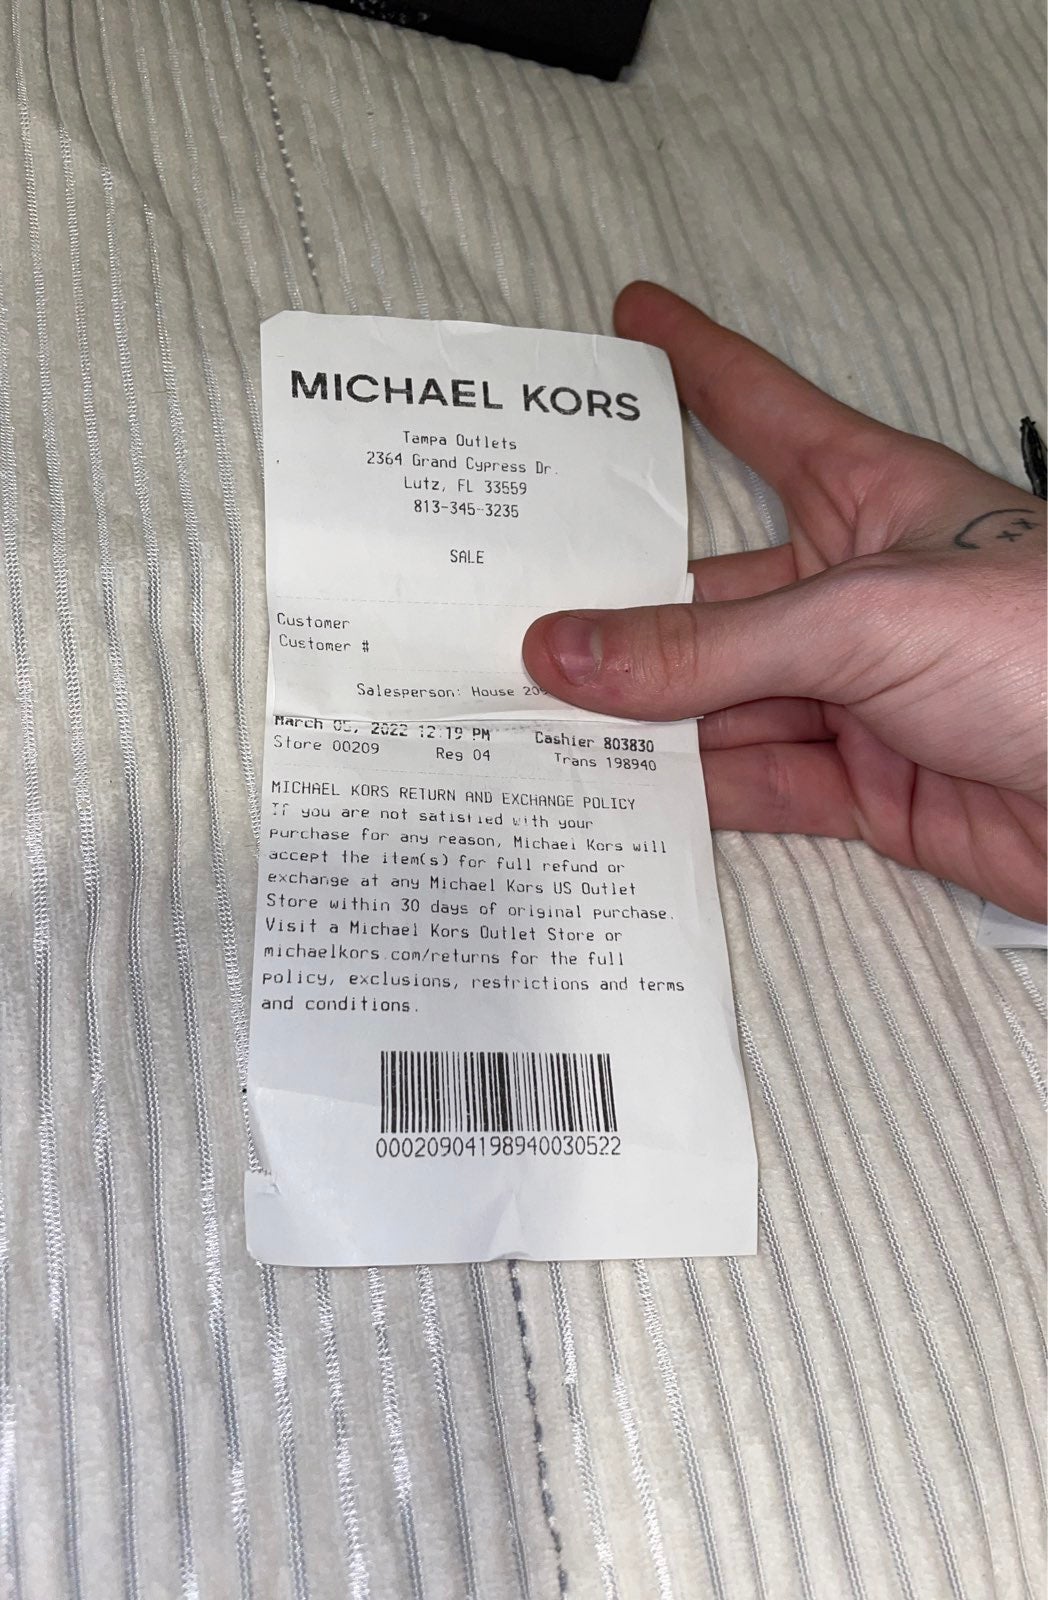 MICHAEL KORS
Tampa Outlets
2364 Grand Cypress Dr.
Lutz, FL 33559
813-345-3235
SALE
Customer
Customer #
Salesperson: House
March 05, 2022 12:19 PM Cashier 803830
Store 00209 Reg 04 Trans 198940
MICHAEL KORS RETURN AND EXCHANGE POLICY
If you are not satisfied with your
purchase for any reason, Michael Kors will
accept the item(s) for full refund or
exchange at any Michael Kors US Outlet
Store within 30 days of original purchase.
Visit a Michael Kors Outlet Store or
michaelkors.com/returns for the full
policy, exclusions, restrictions and terms
and conditions.
00020904198940030522